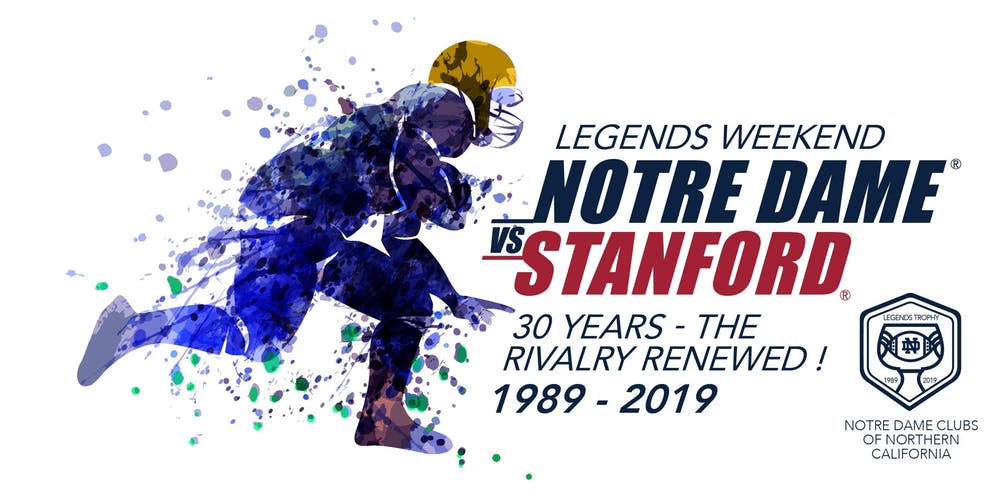 LEGENDS WEEKEND
NOTRE DAME®
VS STANFORD®
30 YEARS - THE
RIVALRY RENEWED !
1989 - 2019
LEGENDS TROPHY
ND
1989 2019
NOTRE DAME CLUBS
OF NORTHERN
CALIFORNIA